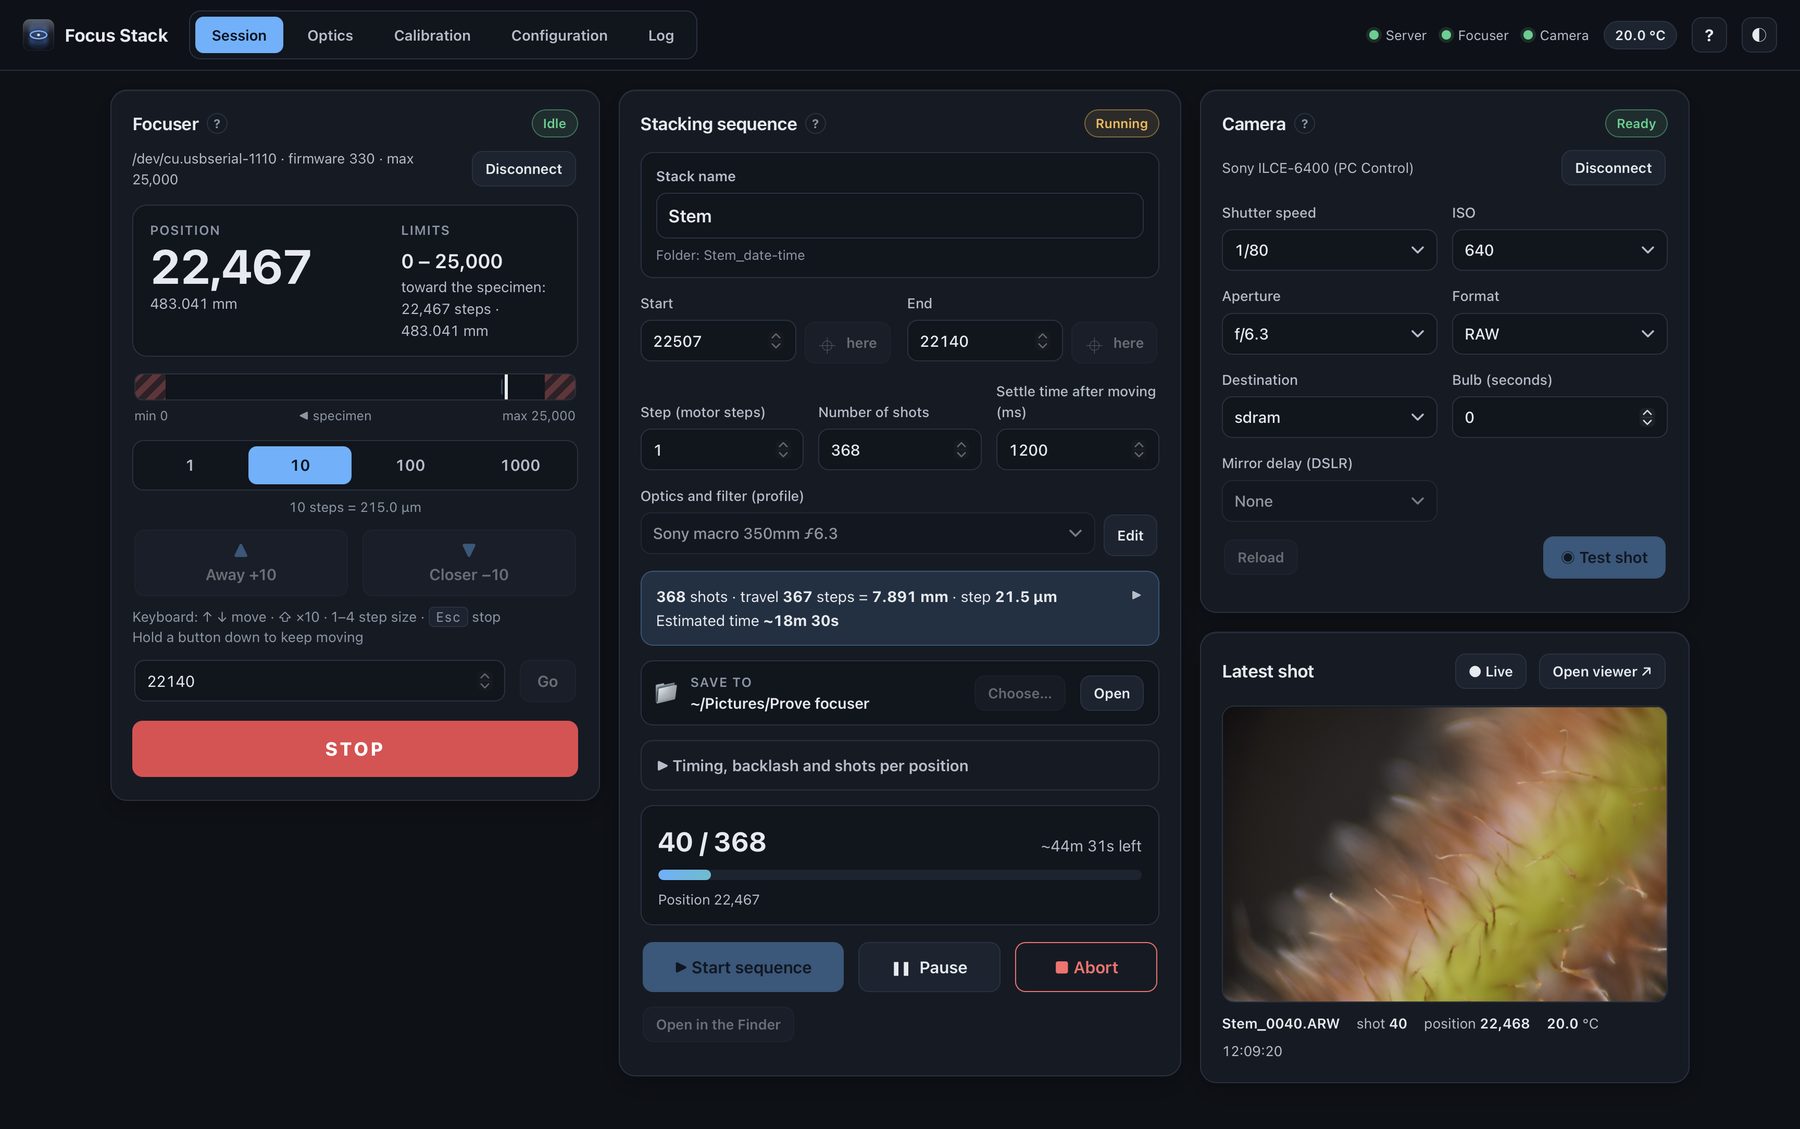 Focus Stack
Session
Optics
Calibration
Configuration
Log
Server
Focuser
Camera
20.0 °C
?
Focuser ?
Idle
/dev/cu.usbserial-1110 · firmware 330 · max
25,000
Disconnect
POSITION
22,467
483.041 mm
LIMITS
0 – 25,000
toward the specimen:
22,467 steps ·
483.041 mm
min 0
◀ specimen
max 25,000
1
10
100
1000
10 steps = 215.0 µm
▲
Away +10
▼
Closer −10
Keyboard: ↑ ↓ move · ⇧ ×10 · 1–4 step size · Esc stop
Hold a button down to keep moving
22140
Go
STOP
Stacking sequence ?
Running
Stack name
Stem
Folder: Stem_date-time
Start
22507
here
End
22140
here
Step (motor steps)
1
Number of shots
368
Settle time after moving
(ms)
1200
Optics and filter (profile)
Sony macro 350mm ƒ6.3
Edit
368 shots · travel 367 steps = 7.891 mm · step 21.5 µm
▶
Estimated time ~18m 30s
SAVE TO
~/Pictures/Prove focuser
Choose...
Open
▶ Timing, backlash and shots per position
40 / 368
~44m 31s left
Position 22,467
▶ Start sequence
Pause
Abort
Open in the Finder
Camera ?
Ready
Sony ILCE-6400 (PC Control)
Disconnect
Shutter speed
1/80
ISO
640
Aperture
f/6.3
Format
RAW
Destination
sdram
Bulb (seconds)
0
Mirror delay (DSLR)
None
Reload
◉ Test shot
Latest shot
● Live
Open viewer ↗
Stem_0040.ARW shot 40 position 22,468 20.0 °C
12:09:20